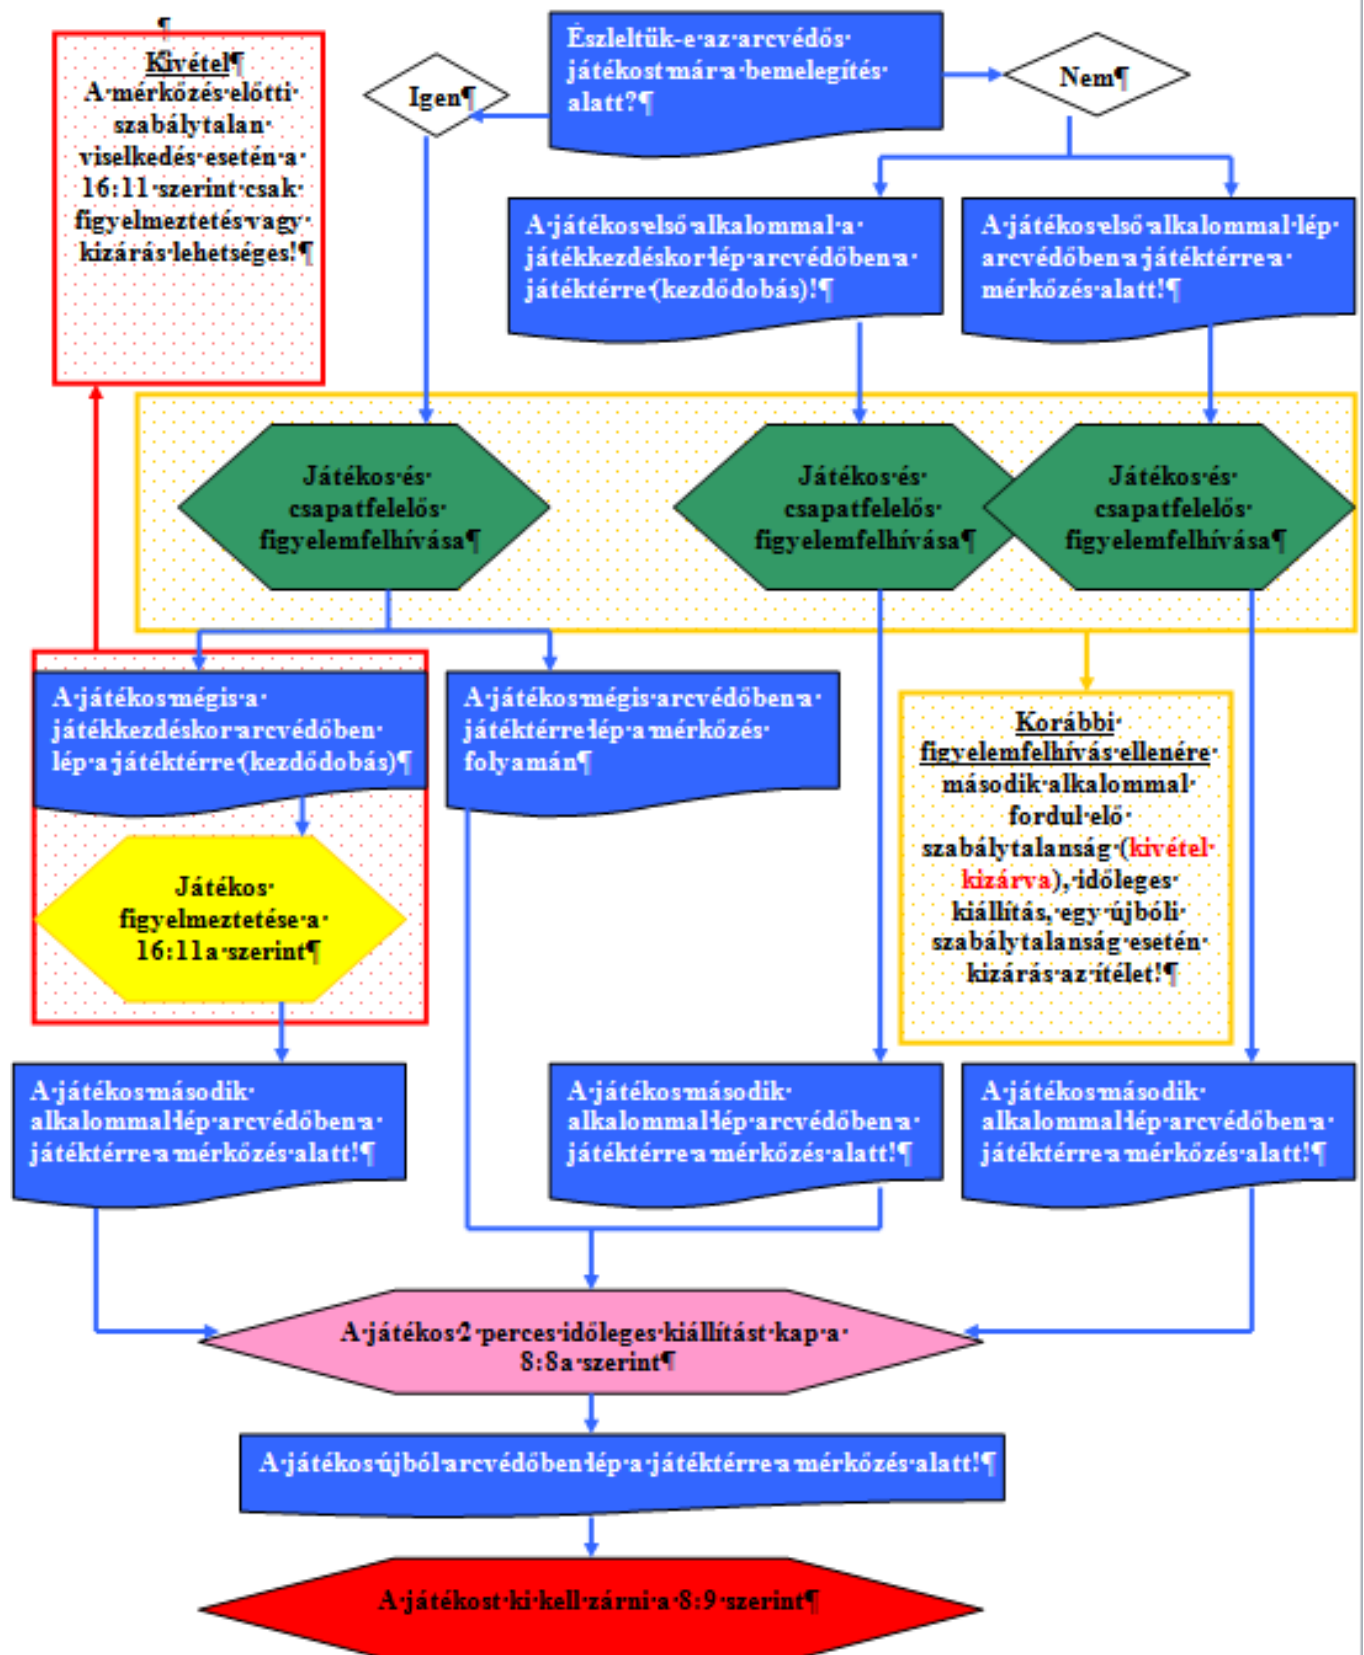 ¶
Kivétel¶
A·mérkőzés·előtti·
szabálytalan·
viselkedés·esetén·a·
16:11·szerint·csak·
figyelmeztetés·vagy·
kizárás·lehetséges!¶
Igen¶
Észleltük-e·az·arcvédős·
játékost·már·a·bemelegítés·
alatt?¶
Nem¶
A·játékos·első·alkalommal·a·
játékkezdéskor·lép·arcvédőben·a·
játéktérre·(kezdődobás)!¶
A·játékos·első·alkalommal·lép·
arcvédőben·a·játéktérre·a·
mérkőzés·alatt!¶
Játékos·és·
csapatfelelős·
figyelemfelhívása¶
Játékos·és·
csapatfelelős·
figyelemfelhívása¶
Játékos·és·
csapatfelelős·
figyelemfelhívása¶
A·játékos·mégis·a·
játékkezdéskor·arcvédőben·
lép·a·játéktérre·(kezdődobás)¶
A·játékos·mégis·arcvédőben·a·
játéktérre·lép·a·mérkőzés·
folyamán¶
Korábbi·
figyelemfelhívás·ellenére·
második·alkalommal·
fordul·elő·
szabálytalanság·(kivétel·
kizárva),·időleges·
kiállítás,·egy·újbóli·
szabálytalanság·esetén·
kizárás·az·ítélet!¶
Játékos·
figyelmeztetése·a·
16:11a·szerint¶
A·játékos·második·
alkalommal·lép·arcvédőben·a·
játéktérre·a·mérkőzés·alatt!¶
A·játékos·második·
alkalommal·lép·arcvédőben·a·
játéktérre·a·mérkőzés·alatt!¶
A·játékos·második·
alkalommal·lép·arcvédőben·a·
játéktérre·a·mérkőzés·alatt!¶
A·játékos·2·perces·időleges·kiállítást·kap·a·
8:8a·szerint¶
A·játékos·újból·arcvédőben·lép·a·játéktérre·a·mérkőzés·alatt!¶
A·játékost·ki·kell·zárni·a·8:9·szerint¶